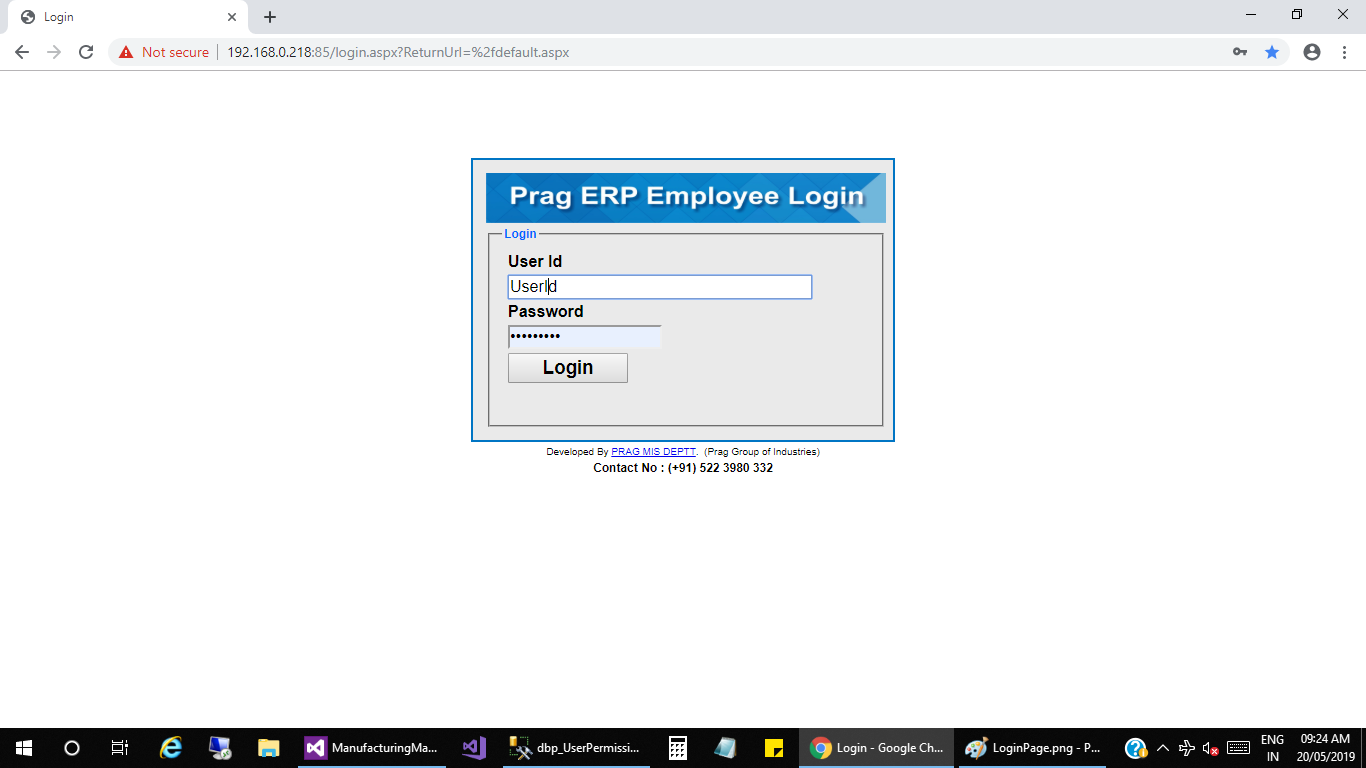 Login
Not secure
192.168.0.218:85/login.aspx?ReturnUrl=%2fdefault.aspx
Prag ERP Employee Login
Login
User Id
UserId
Password
•••••••••
Login
Developed By PRAG MIS DEPTT. (Prag Group of Industries)
Contact No : (+91) 522 3980 332
ManufacturingMa...
dbp_UserPermissi...
Login - Google Ch...
LoginPage.png - P...
ENG
IN
09:24 AM
20/05/2019